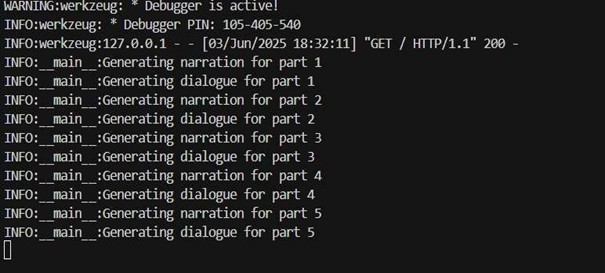 WARNING:werkzeug: * Debugger is active!
INFO:werkzeug: * Debugger PIN: 105-405-540
INFO:werkzeug:127.0.0.1 - - [03/Jun/2025 18:32:11] "GET / HTTP/1.1" 200 -
INFO:__main__:Generating narration for part 1
INFO:__main__:Generating dialogue for part 1
INFO:__main__:Generating narration for part 2
INFO:__main__:Generating dialogue for part 2
INFO:__main__:Generating narration for part 3
INFO:__main__:Generating dialogue for part 3
INFO:__main__:Generating narration for part 4
INFO:__main__:Generating dialogue for part 4
INFO:__main__:Generating narration for part 5
INFO:__main__:Generating dialogue for part 5